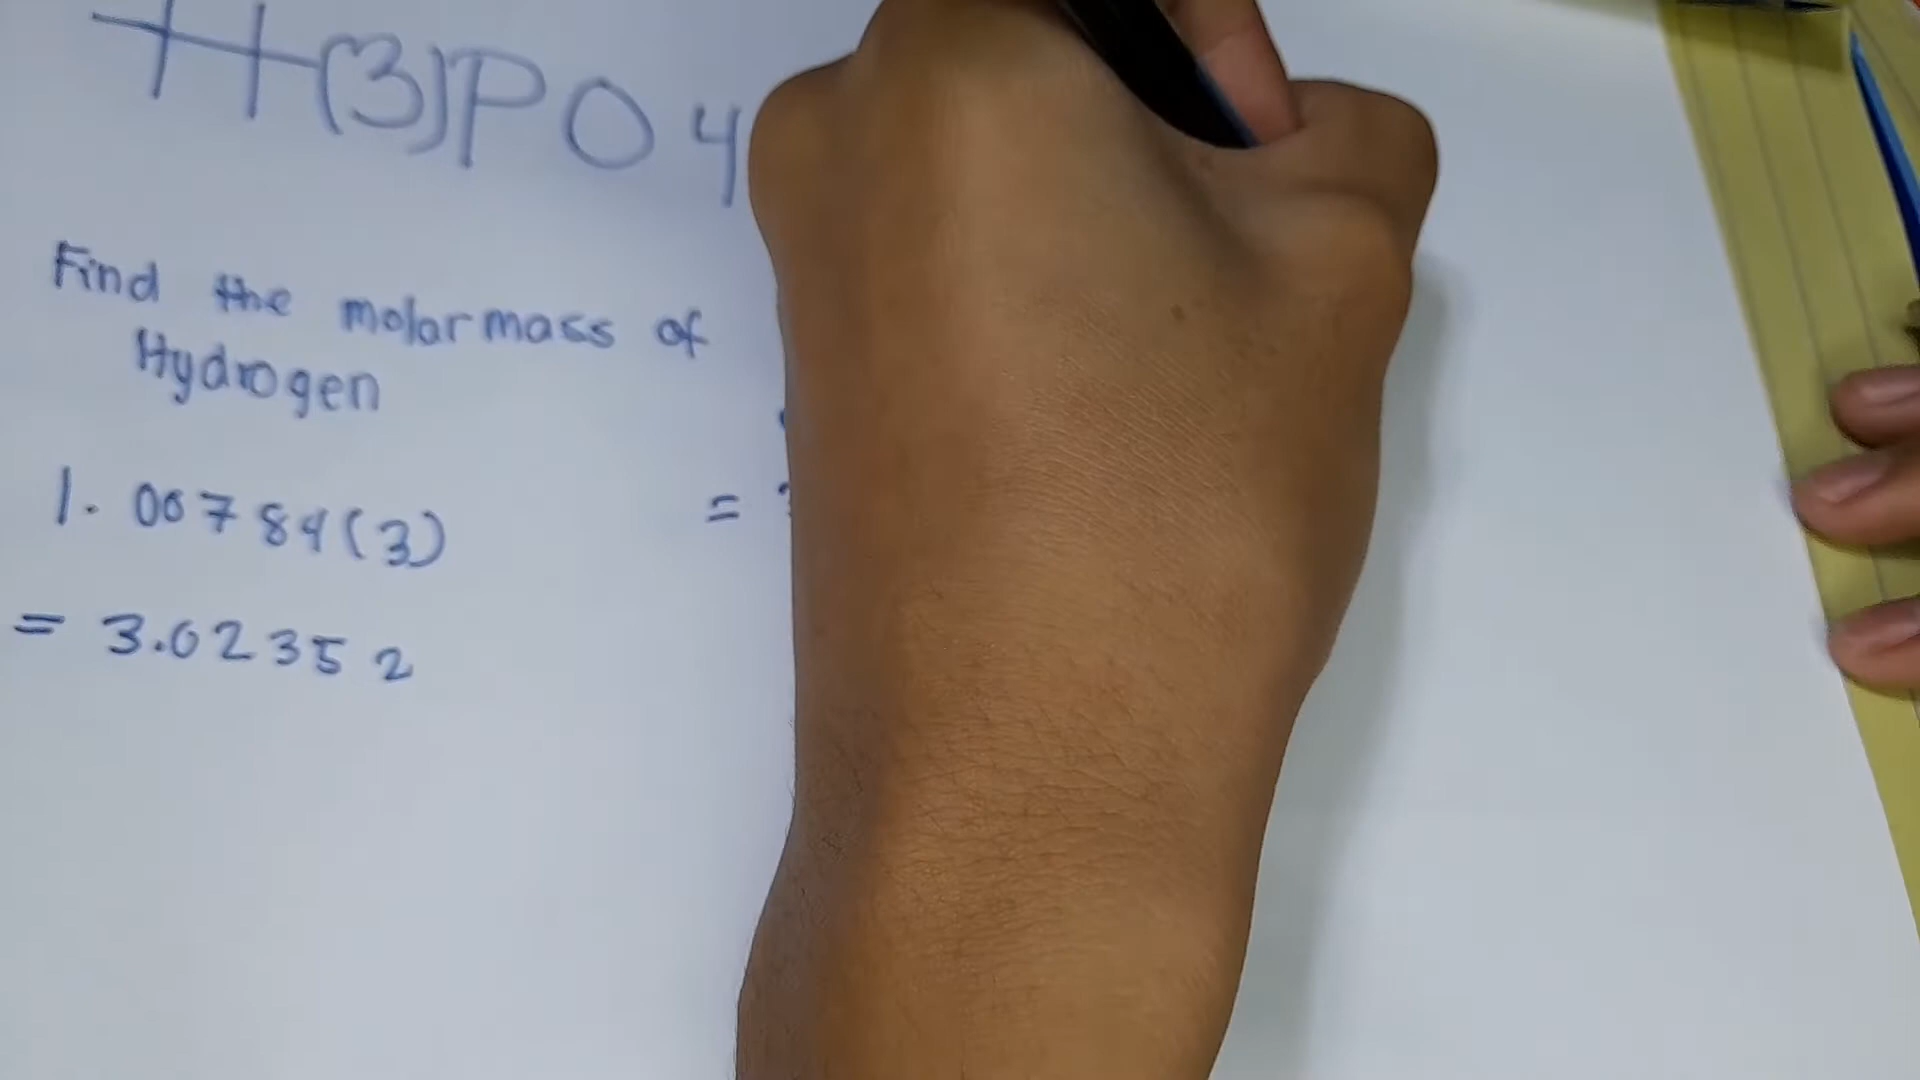 H(3)PO4
Find the molar mass of
Hydrogen
1.00784(3)
=
= 3.02352